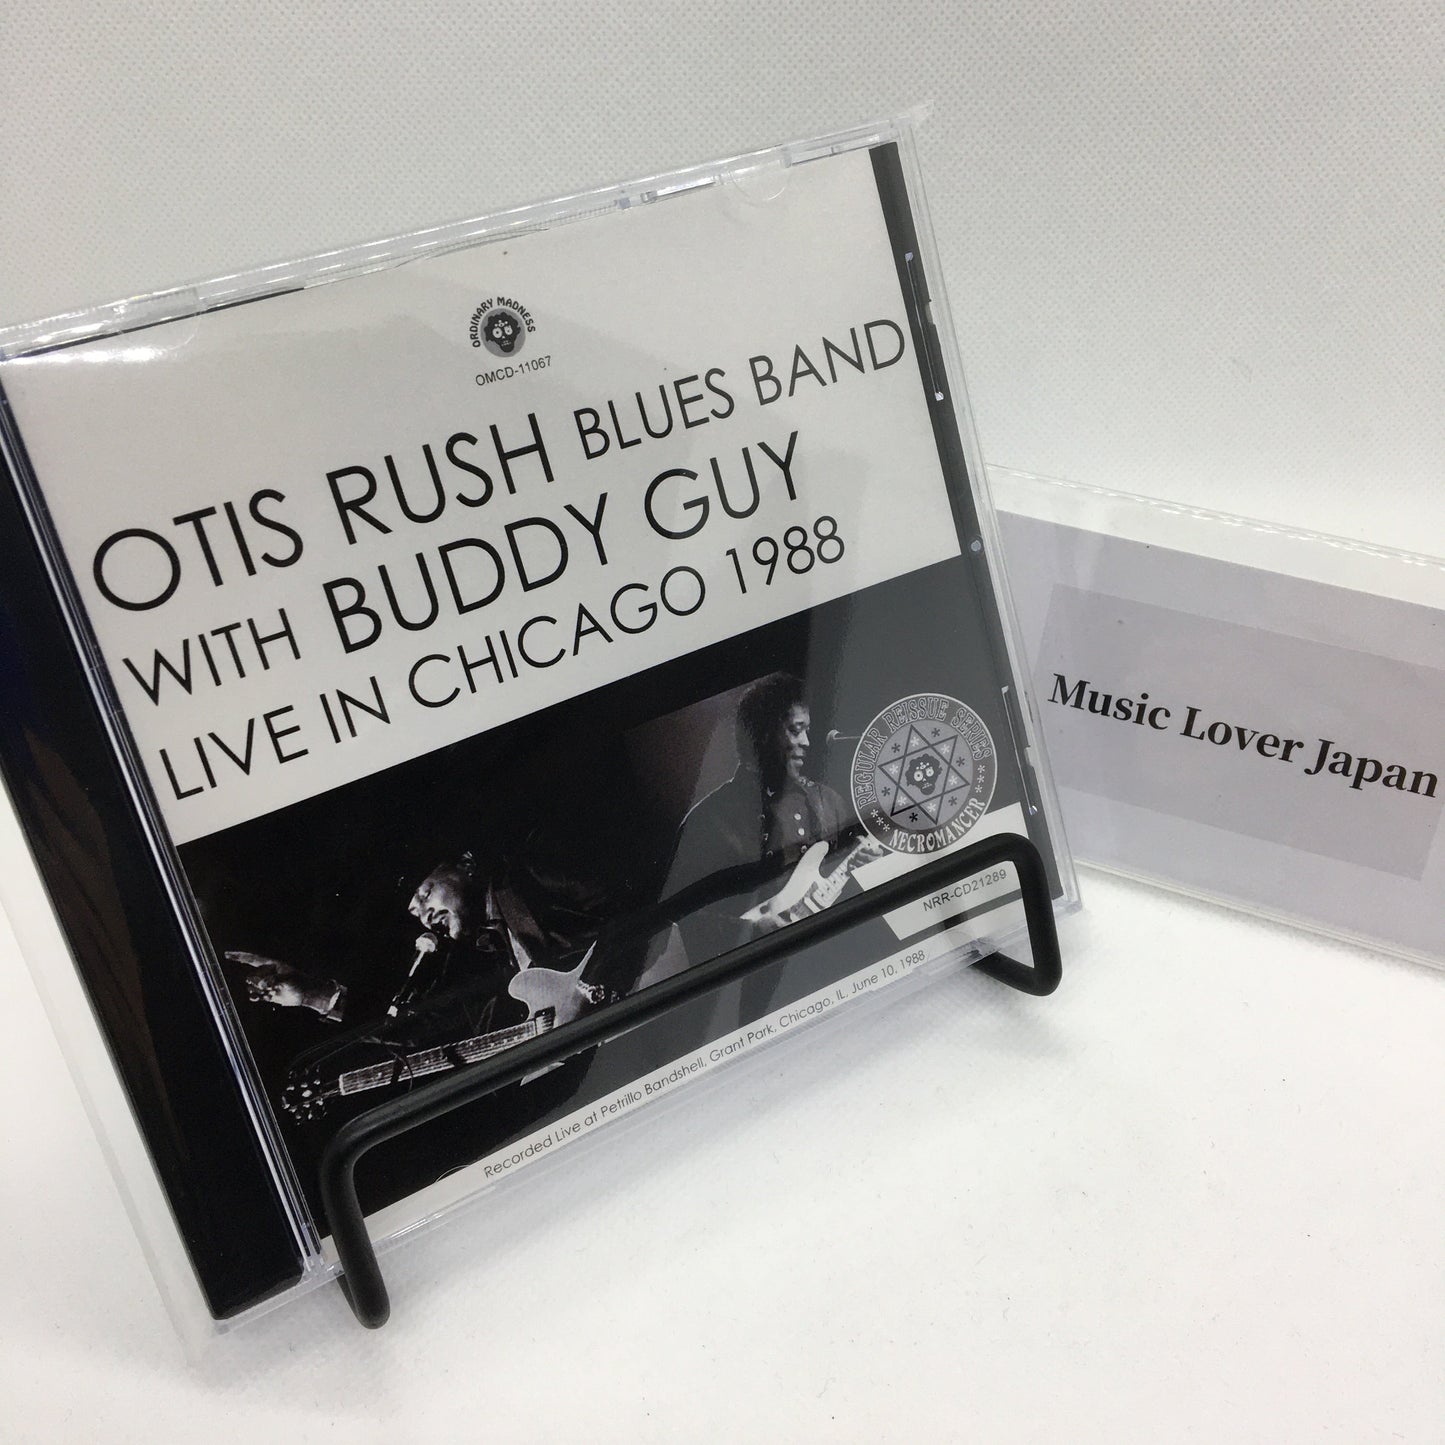 ORDINARY MADNESS
OMCD-11067
OTIS RUSH BLUES BAND
WITH BUDDY GUY
LIVE IN CHICAGO 1988
REGULAR REISSUE SERIES
NECROMANCER
NRR-CD21289
Recorded Live at Petrillo Bandshell, Grant Park, Chicago, IL, June 10, 1988
Music Lover Japan